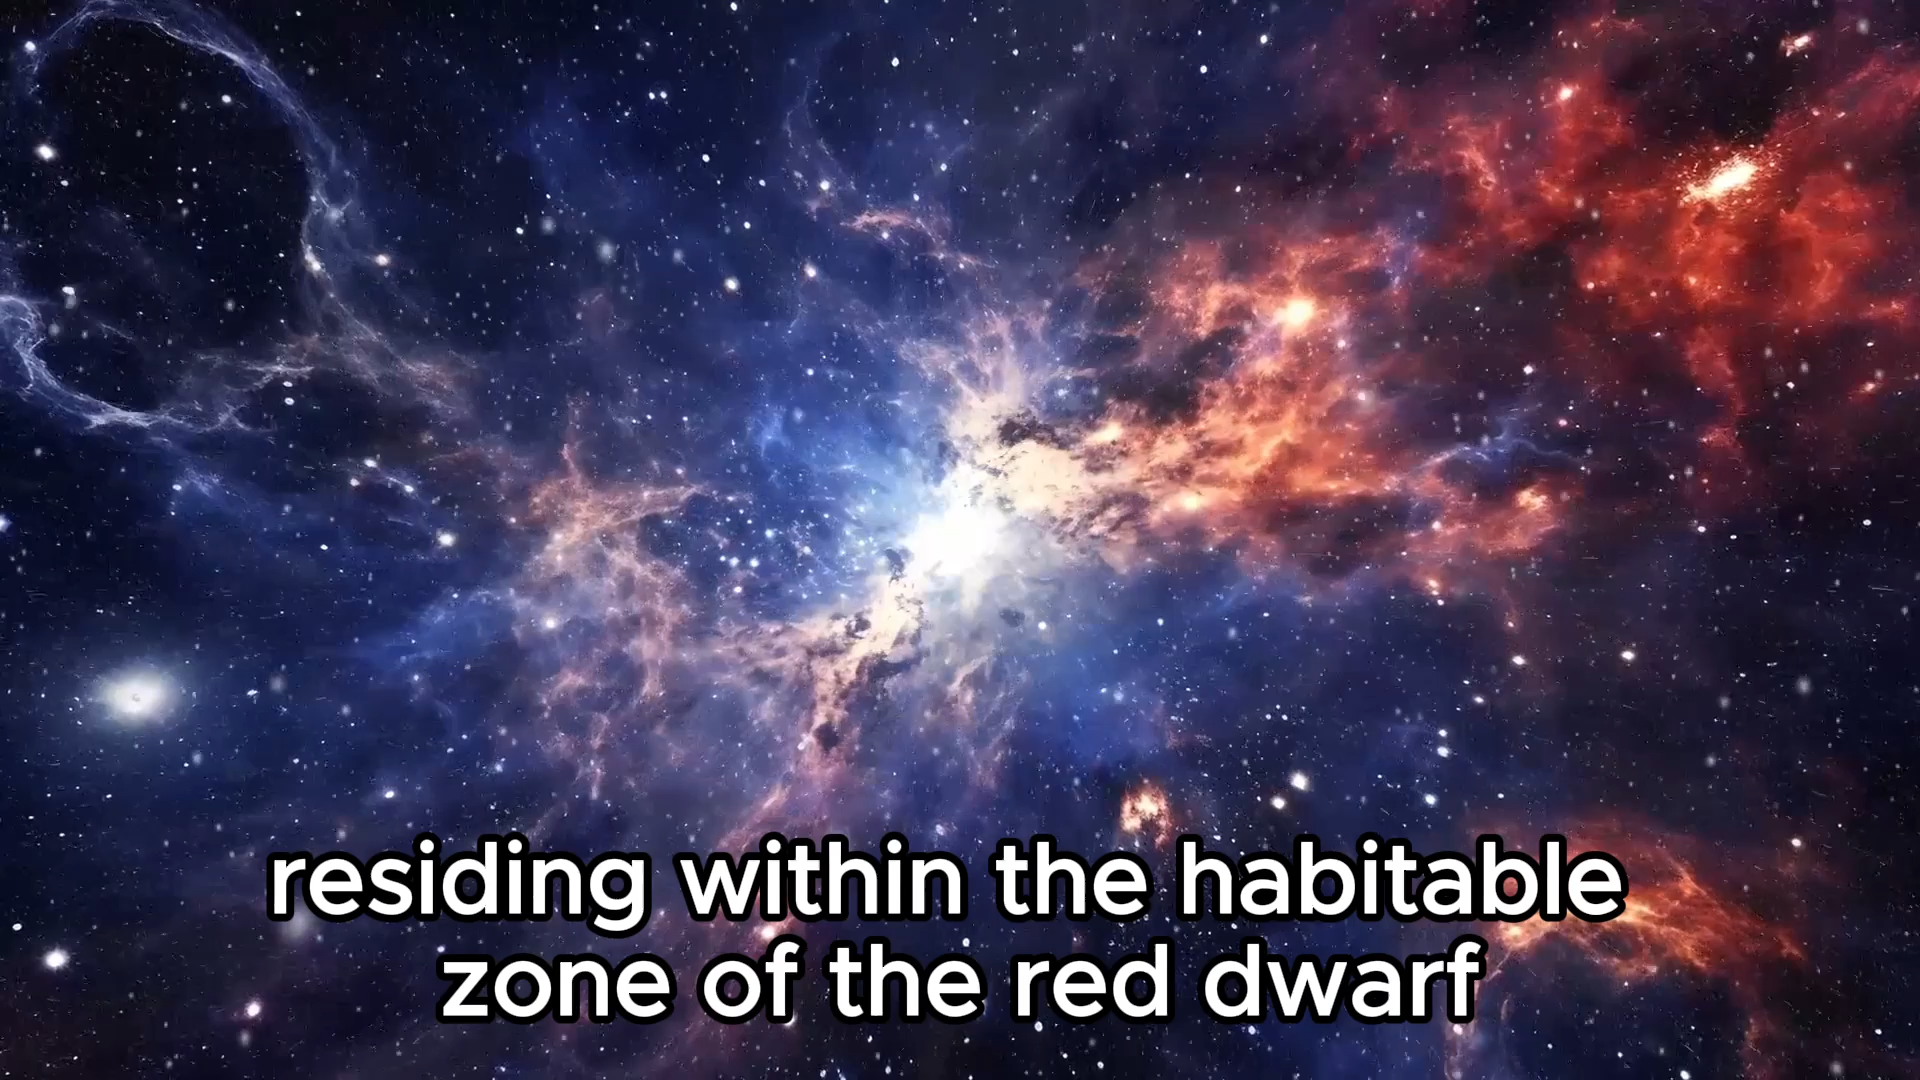 residing within the habitable
zone of the red dwarf